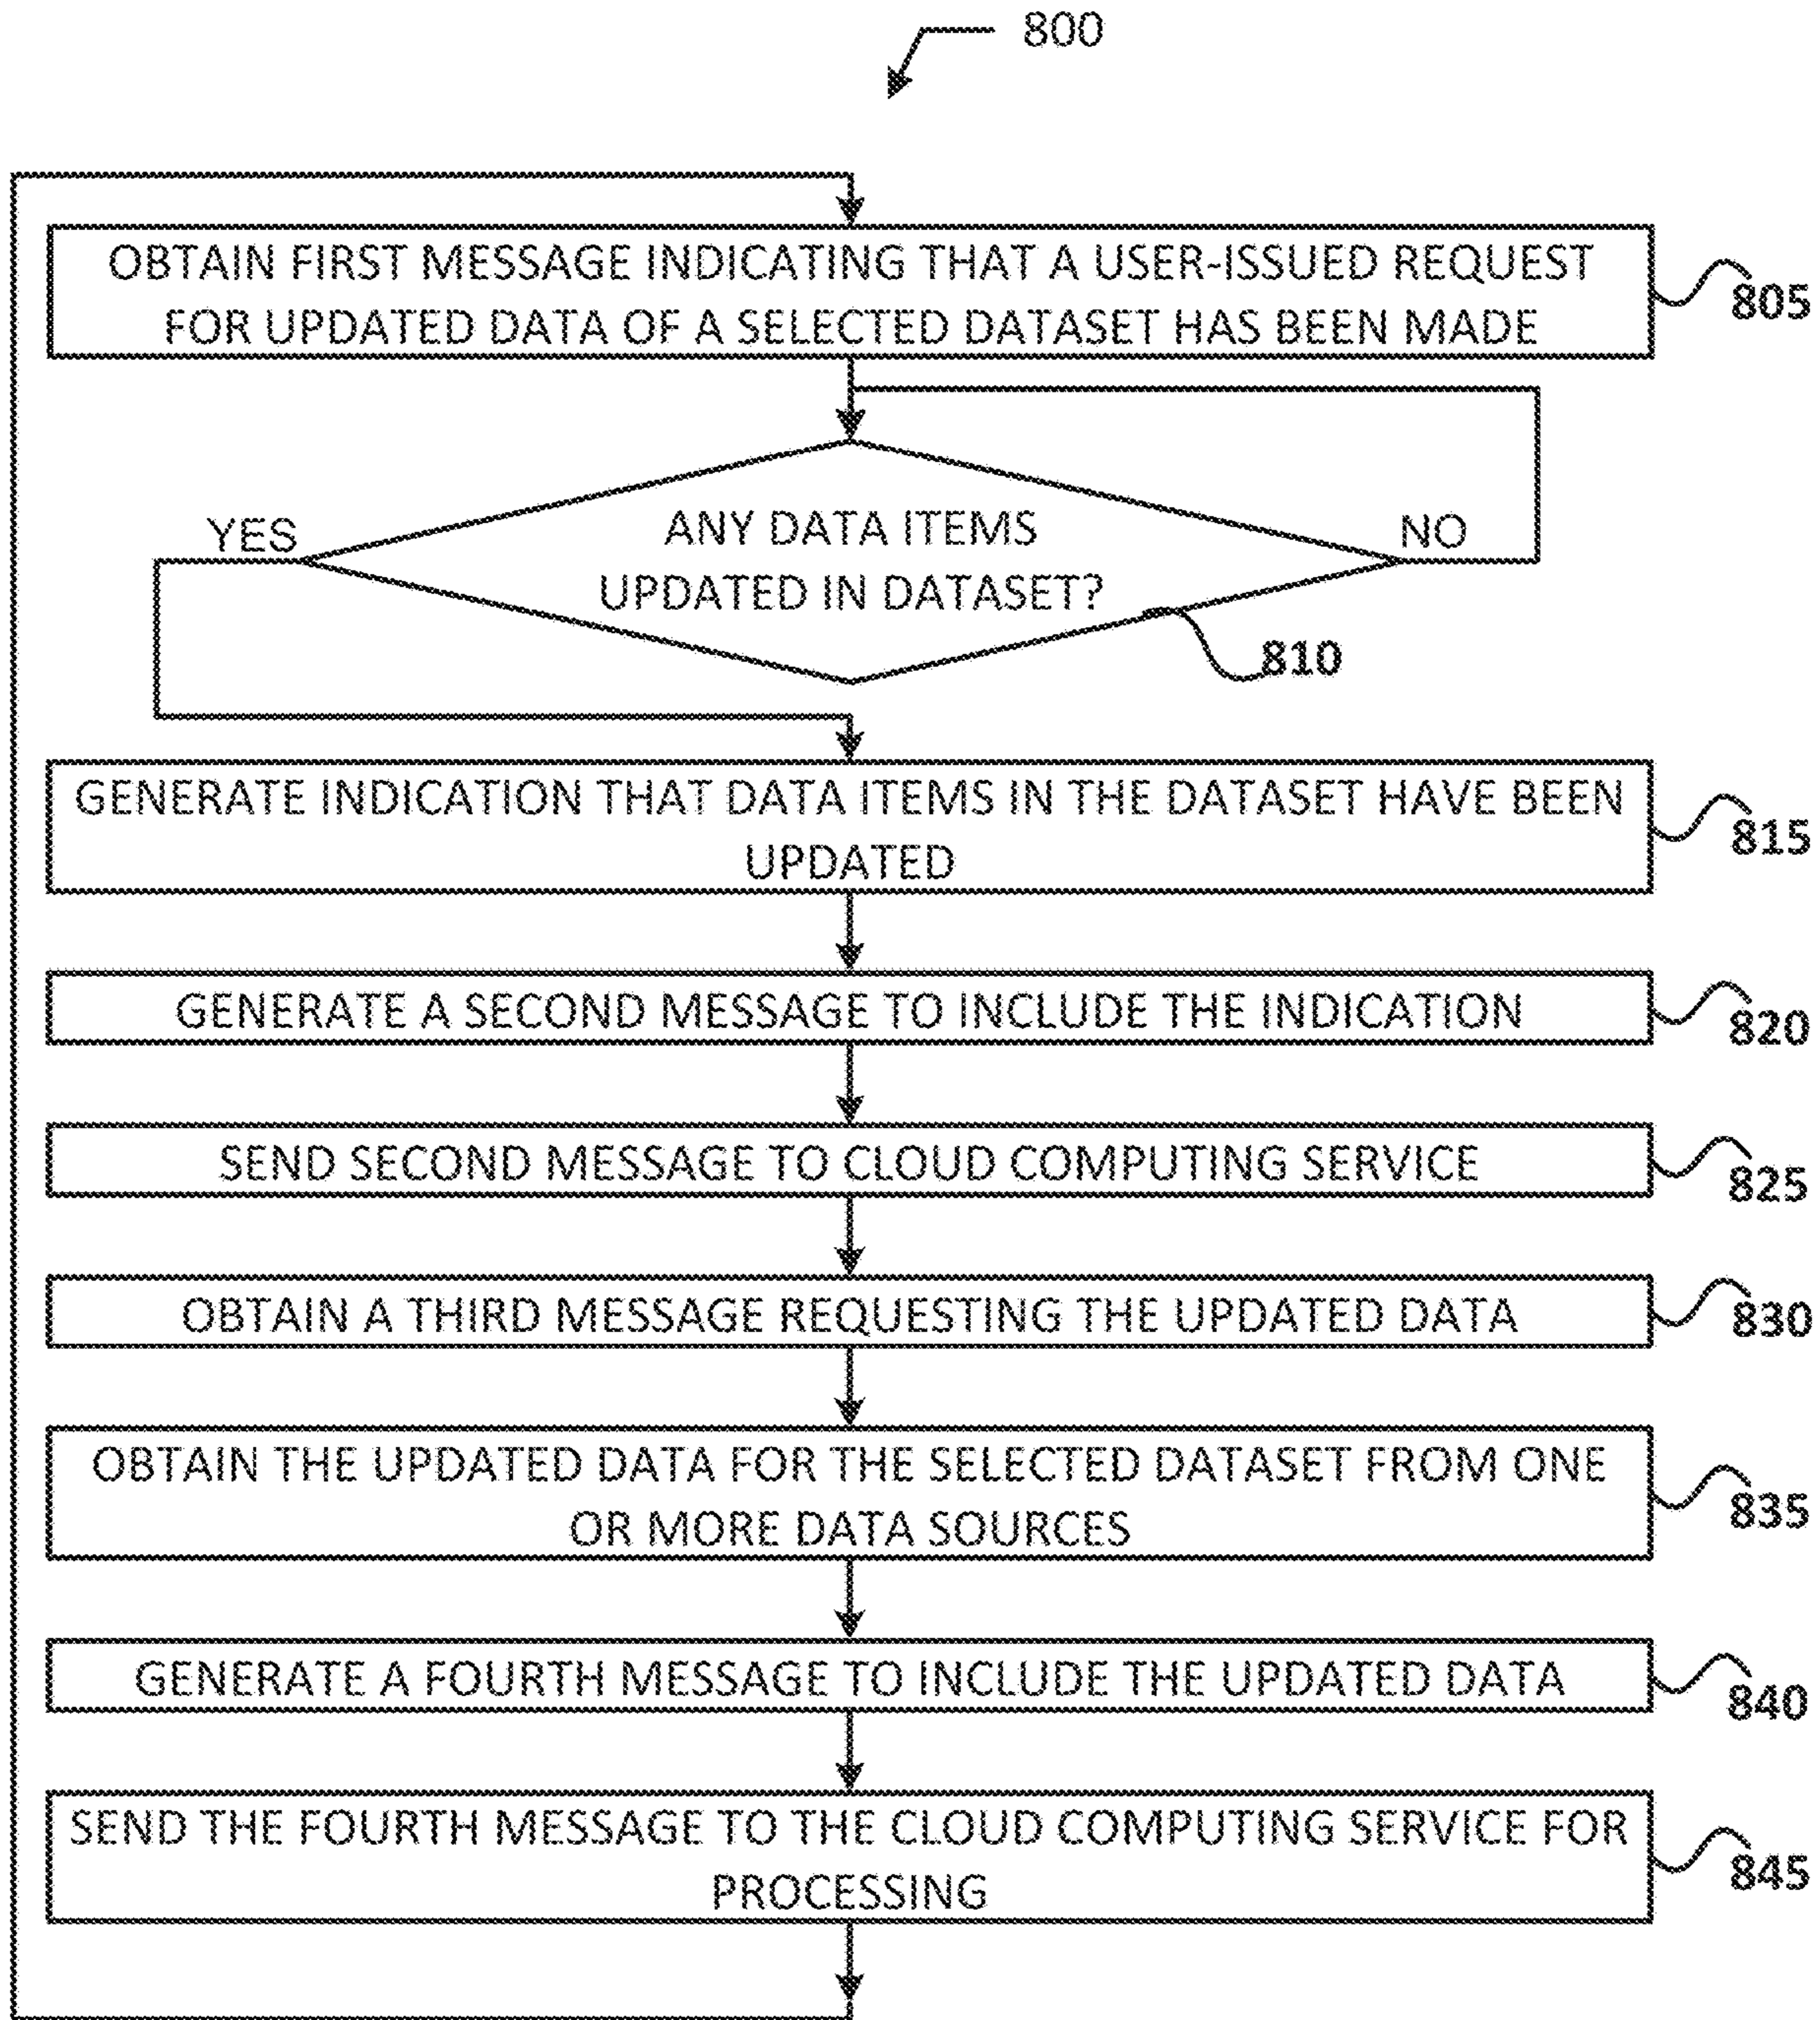 800
OBTAIN FIRST MESSAGE INDICATING THAT A USER-ISSUED REQUEST
FOR UPDATED DATA OF A SELECTED DATASET HAS BEEN MADE
805
ANY DATA ITEMS
UPDATED IN DATASET?
YES
NO
810
GENERATE INDICATION THAT DATA ITEMS IN THE DATASET HAVE BEEN
UPDATED
815
GENERATE A SECOND MESSAGE TO INCLUDE THE INDICATION
820
SEND SECOND MESSAGE TO CLOUD COMPUTING SERVICE
825
OBTAIN A THIRD MESSAGE REQUESTING THE UPDATED DATA
830
OBTAIN THE UPDATED DATA FOR THE SELECTED DATASET FROM ONE
OR MORE DATA SOURCES
835
GENERATE A FOURTH MESSAGE TO INCLUDE THE UPDATED DATA
840
SEND THE FOURTH MESSAGE TO THE CLOUD COMPUTING SERVICE FOR
PROCESSING
845